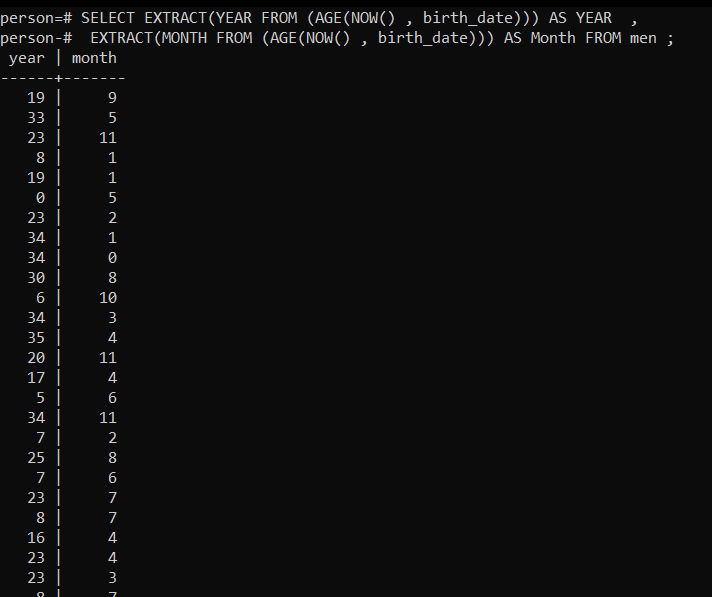 person=# SELECT EXTRACT(YEAR FROM (AGE(NOW() , birth_date))) AS YEAR  ,
person-#  EXTRACT(MONTH FROM (AGE(NOW() , birth_date))) AS Month FROM men ;
 year | month
------+-------
   19 |     9
   33 |     5
   23 |    11
    8 |     1
   19 |     1
    0 |     5
   23 |     2
   34 |     1
   34 |     0
   30 |     8
    6 |    10
   34 |     3
   35 |     4
   20 |    11
   17 |     4
    5 |     6
   34 |    11
    7 |     2
   25 |     8
    7 |     6
   23 |     7
    8 |     7
   16 |     4
   23 |     4
   23 |     3
    8 |     7